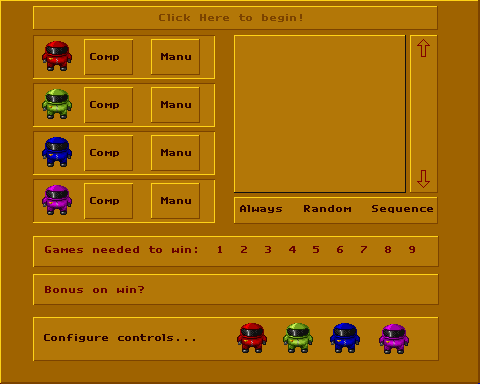 Click Here to begin!
Comp Manu
Comp Manu
Comp Manu
Comp Manu
Always Random Sequence
Games needed to win: 1 2 3 4 5 6 7 8 9
Bonus on win?
Configure controls...